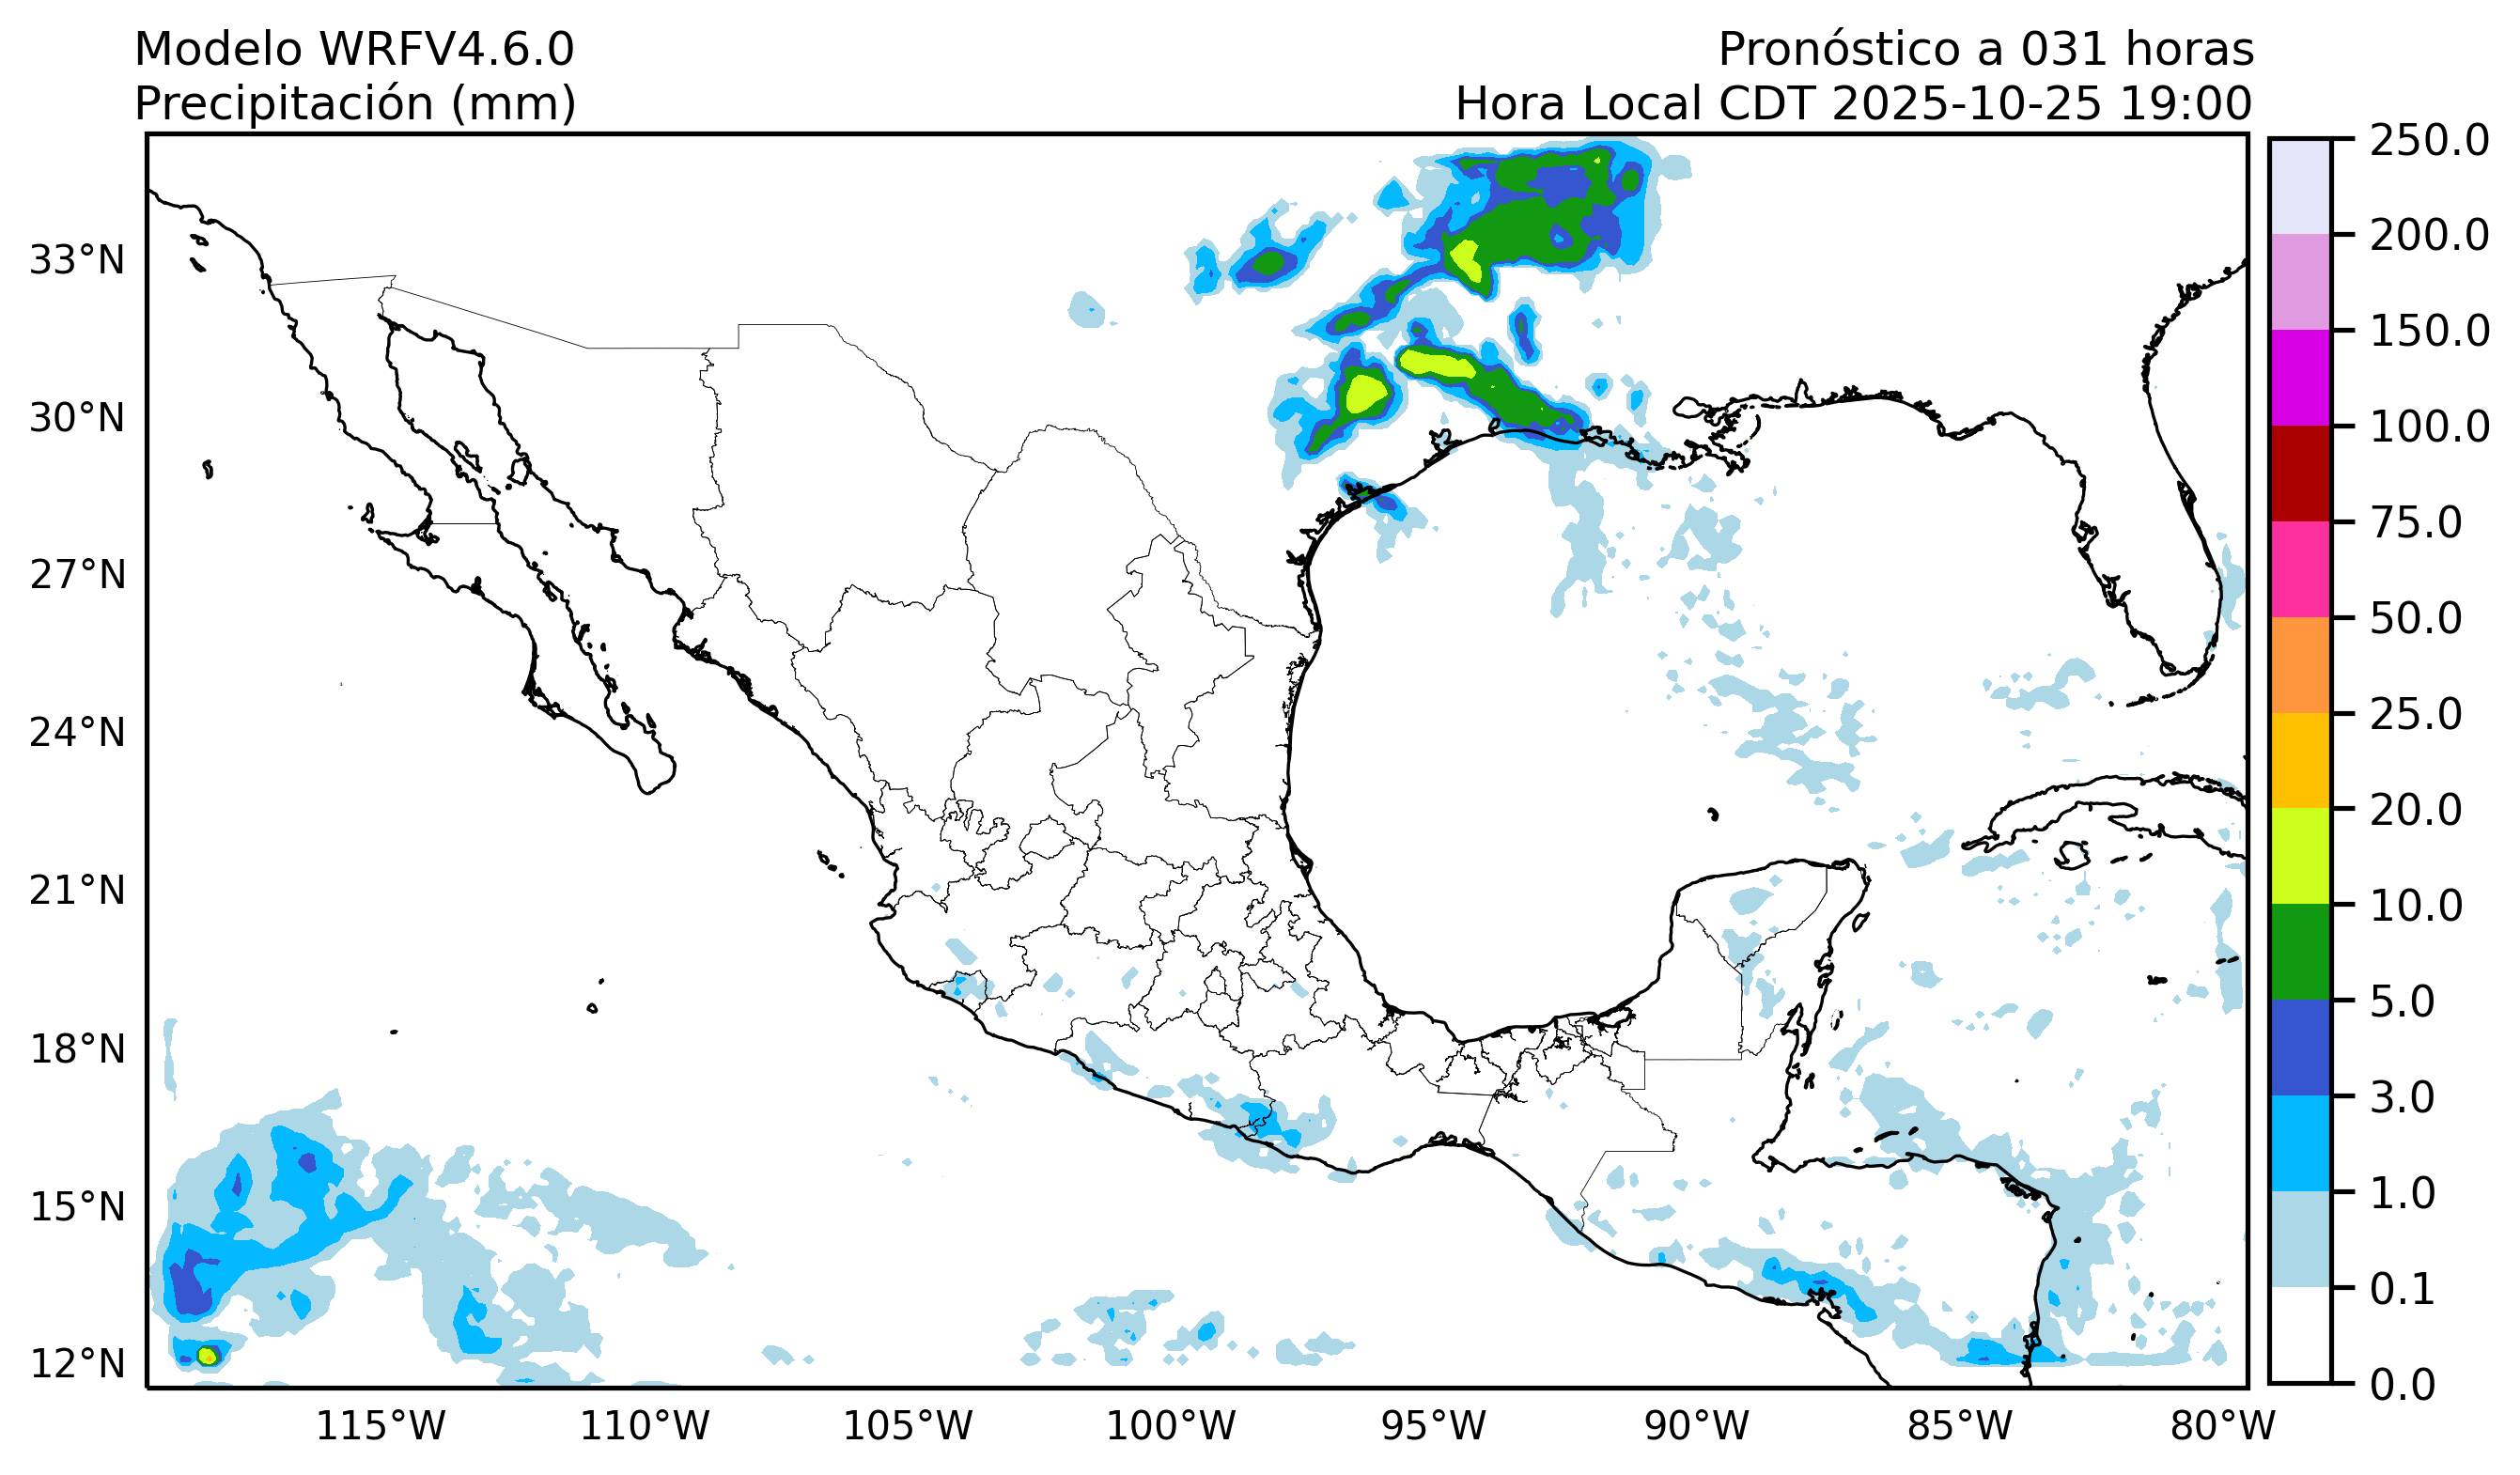 Modelo WRFV4.6.0
Precipitación (mm)
Pronóstico a 031 horas
Hora Local CDT 2025-10-25 19:00
33°N
30°N
27°N
24°N
21°N
18°N
15°N
12°N
115°W
110°W
105°W
100°W
95°W
90°W
85°W
80°W
250.0
200.0
150.0
100.0
75.0
50.0
25.0
20.0
10.0
5.0
3.0
1.0
0.1
0.0